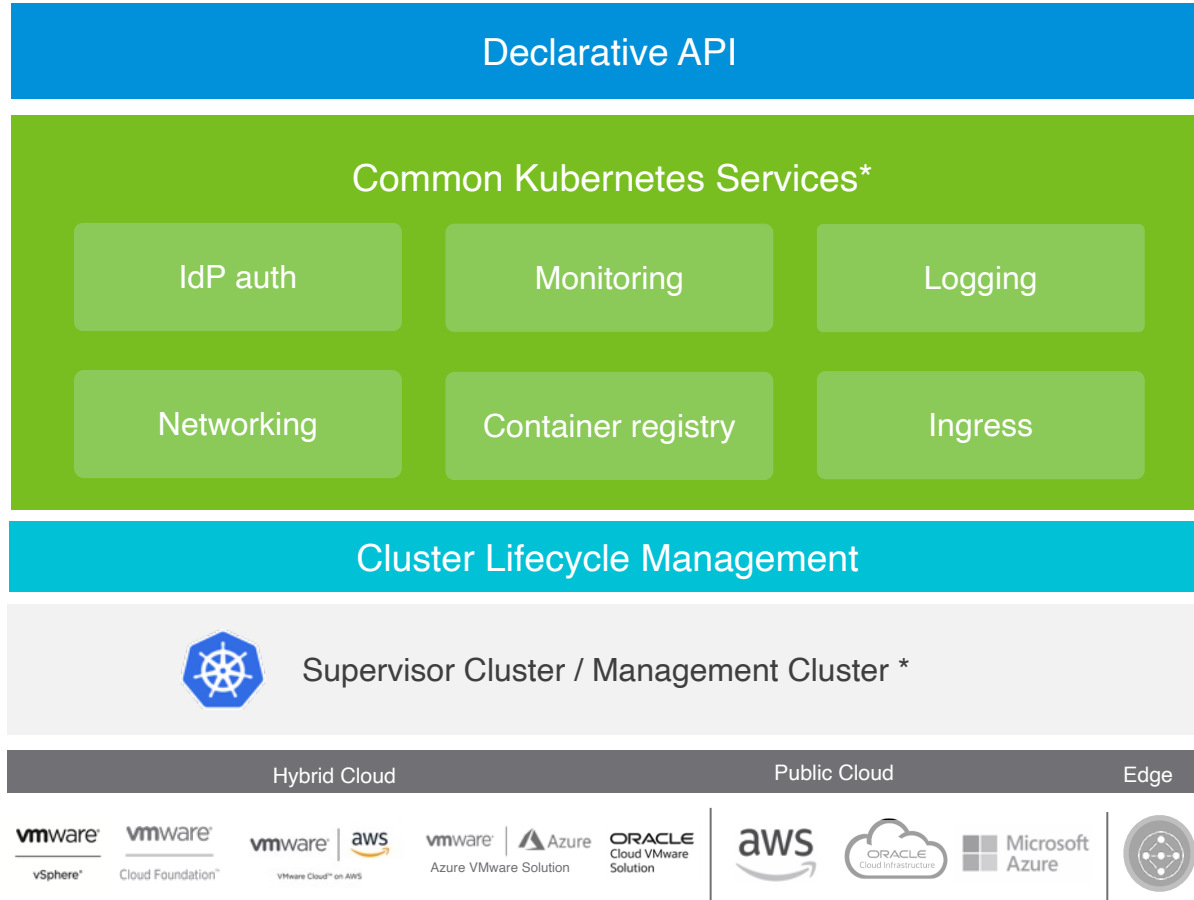 Declarative API
Common Kubernetes Services*
IdP auth
Monitoring
Logging
Networking
Container registry
Ingress
Cluster Lifecycle Management
Supervisor Cluster / Management Cluster *
Hybrid Cloud
Public Cloud
Edge
vmware®
vSphere®
vmware®
Cloud Foundation™
vmware® | aws
VMware Cloud™ on AWS
vmware® | Azure
Azure VMware Solution
ORACLE
Cloud VMware
Solution
aws
ORACLE
Cloud Infrastructure
Microsoft
Azure